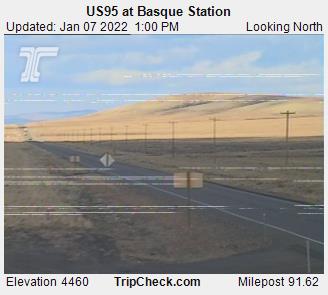 US95 at Basque Station
Updated: Jan 07 2022 1:00 PM Looking North
Elevation 4460 TripCheck.com Milepost 91.62